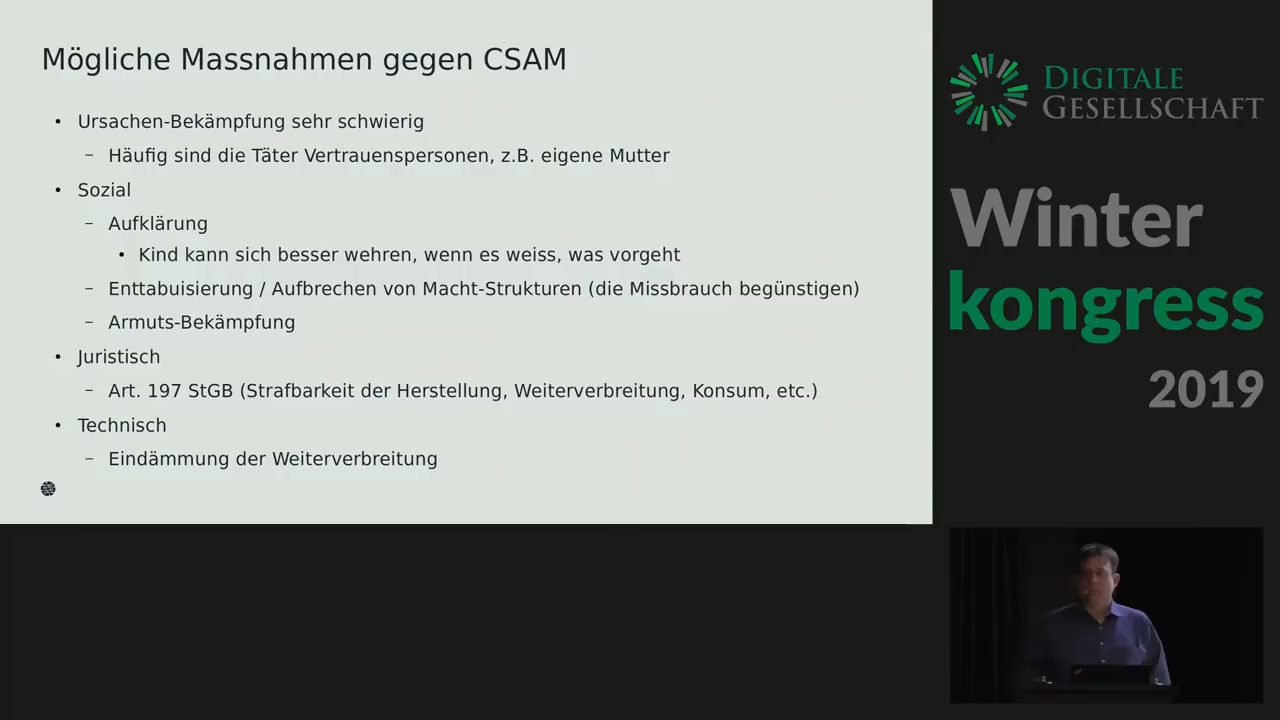 Mögliche Massnahmen gegen CSAM
• Ursachen-Bekämpfung sehr schwierig
– Häufig sind die Täter Vertrauenspersonen, z.B. eigene Mutter
• Sozial
– Aufklärung
• Kind kann sich besser wehren, wenn es weiss, was vorgeht
– Enttabuisierung / Aufbrechen von Macht-Strukturen (die Missbrauch begünstigen)
– Armuts-Bekämpfung
• Juristisch
– Art. 197 StGB (Strafbarkeit der Herstellung, Weiterverbreitung, Konsum, etc.)
• Technisch
– Eindämmung der Weiterverbreitung
DIGITALE
GESELLSCHAFT
Winter
kongress
2019